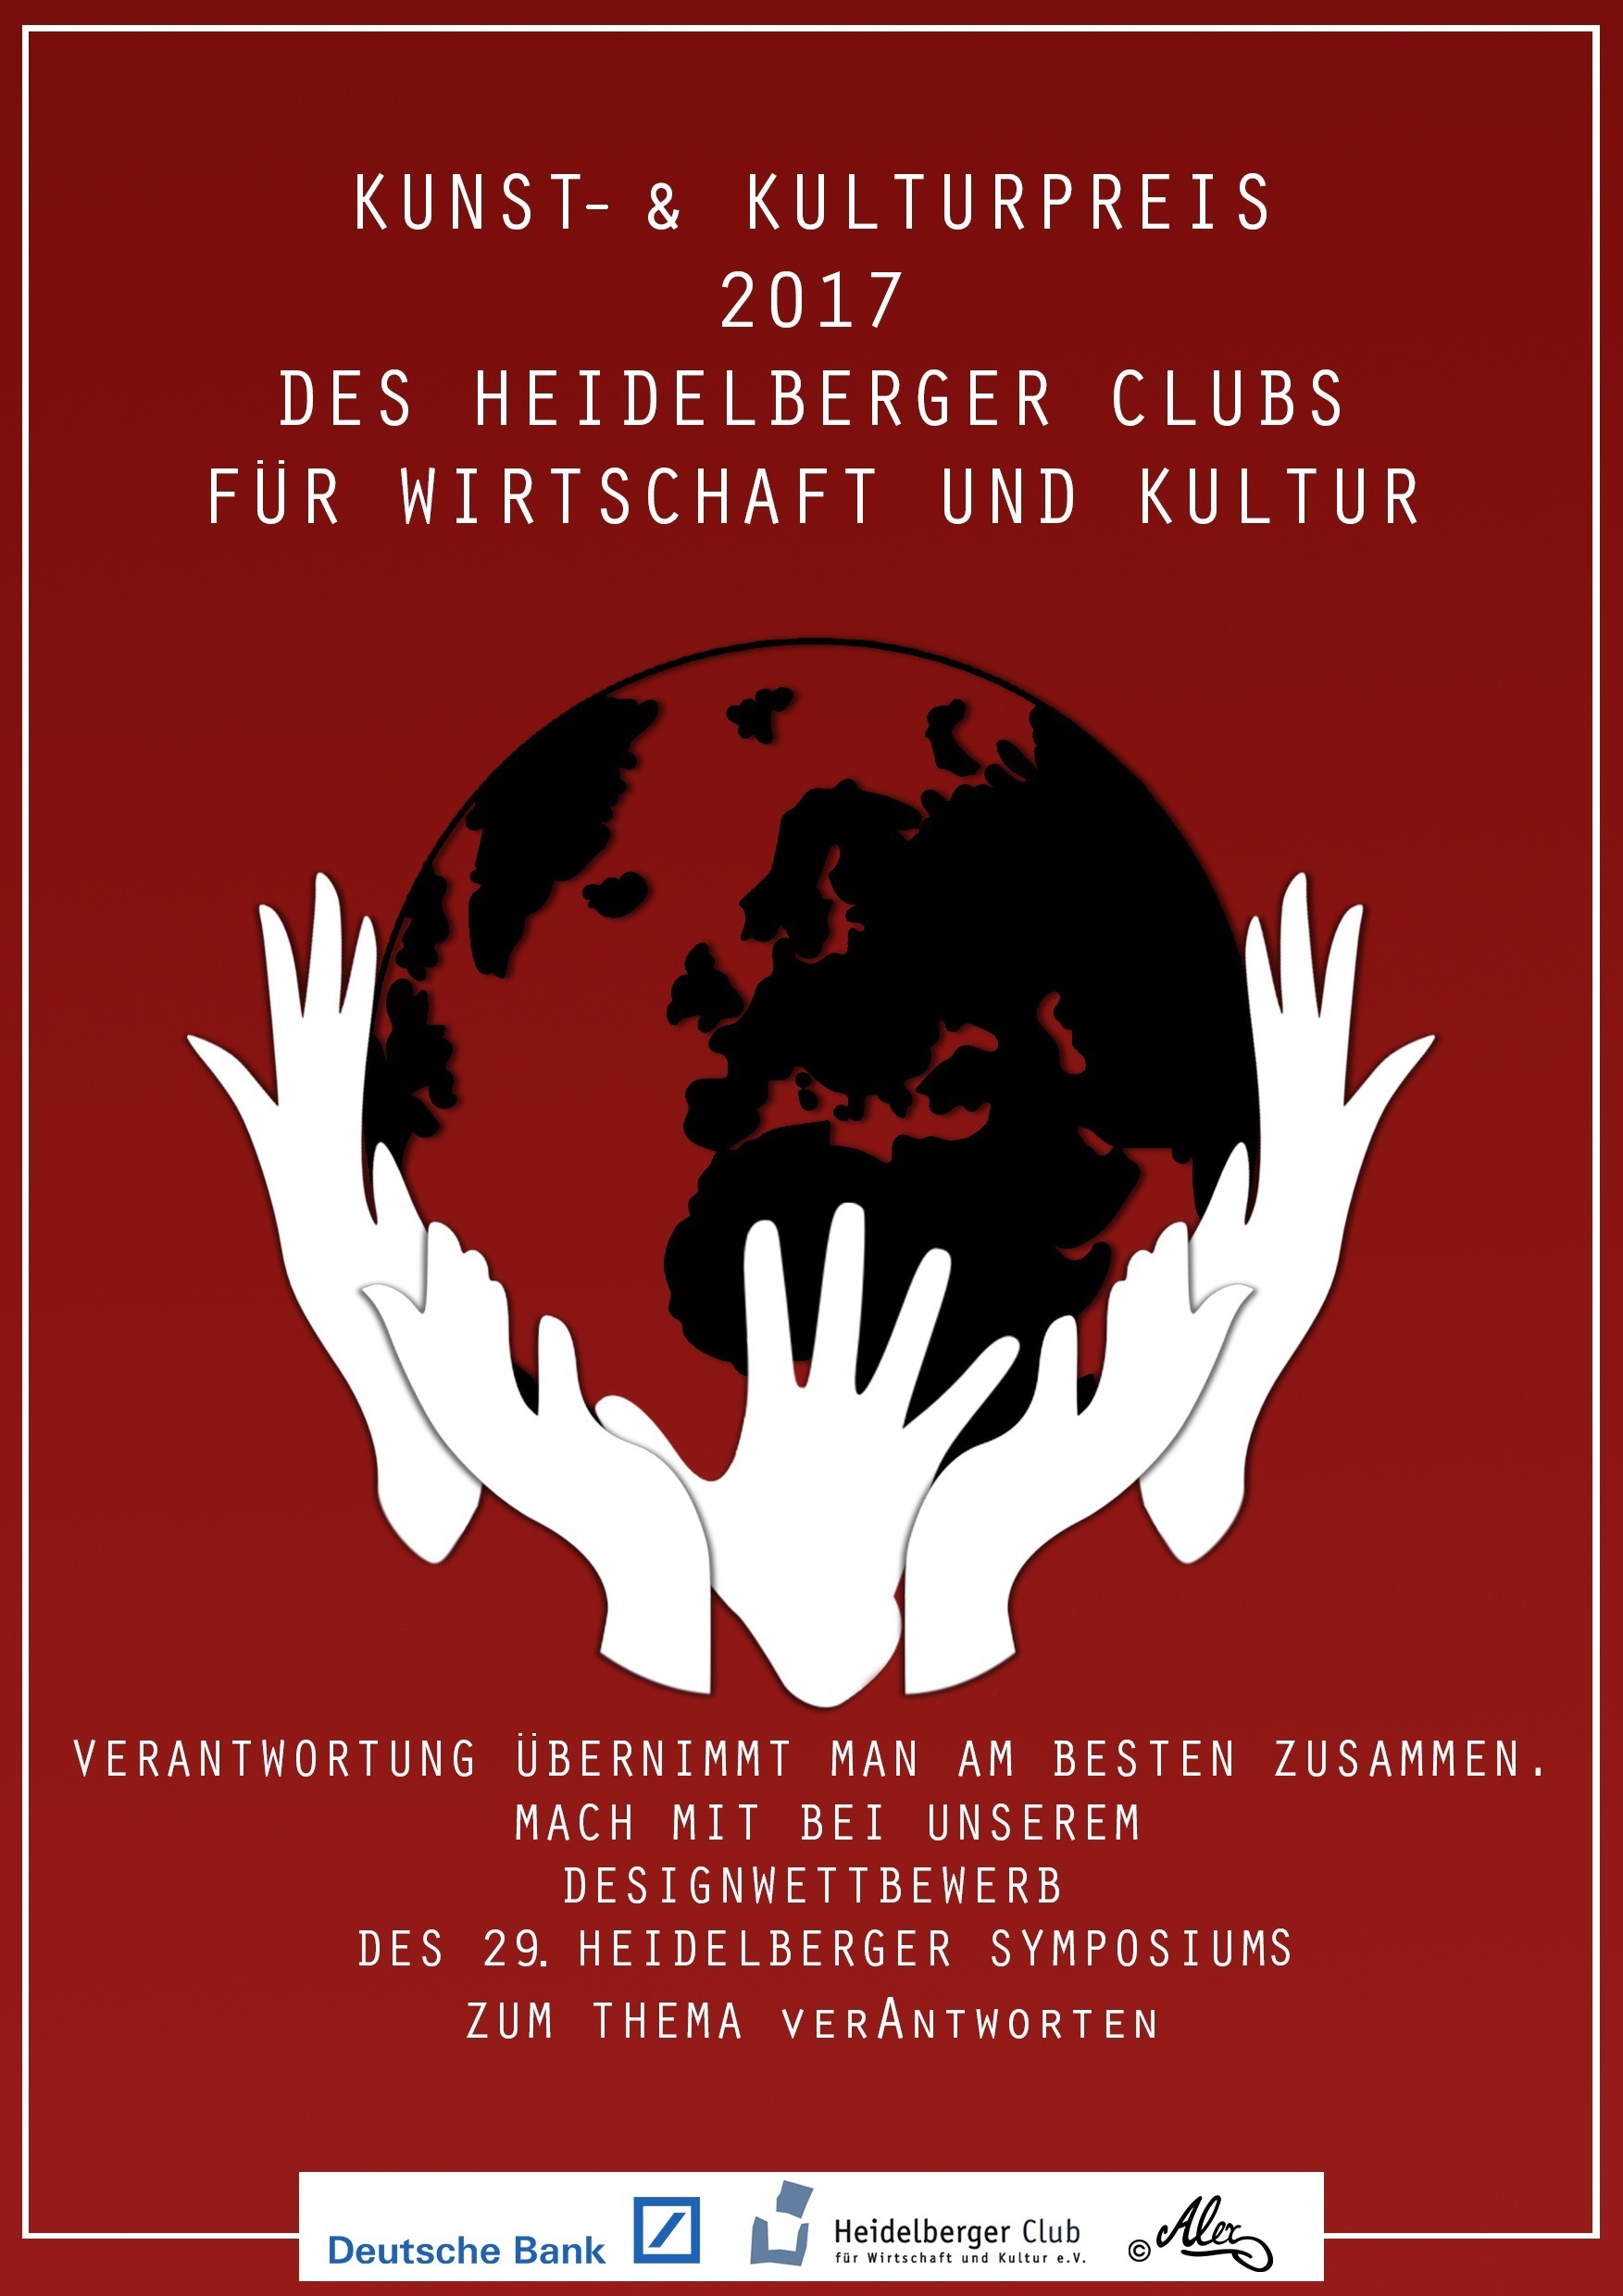 KUNST- & KULTURPREIS
2017
DES HEIDELBERGER CLUBS
FÜR WIRTSCHAFT UND KULTUR
VERANTWORTUNG ÜBERNIMMT MAN AM BESTEN ZUSAMMEN.
MACH MIT BEI UNSEREM
DESIGNWETTBEWERB
DES 29. HEIDELBERGER SYMPOSIUMS
ZUM THEMA VERANTWORTEN
Deutsche Bank
Heidelberger Club
für Wirtschaft und Kultur e.V.
© Alex